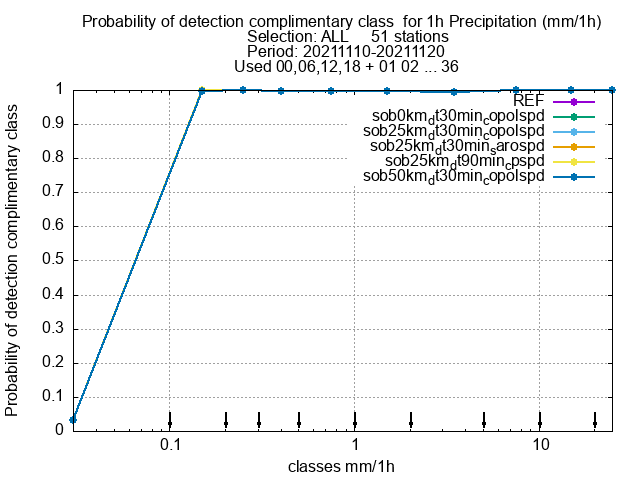 Probability of detection complimentary class for 1h Precipitation (mm/1h)
Selection: ALL 51 stations
Period: 20211110-20211120
Used 00,06,12,18 + 01 02 ... 36
Probability of detection complimentary class
1
0.9
0.8
0.7
0.6
0.5
0.4
0.3
0.2
0.1
0
REF
sob0km_dt30min_copolspd
sob25km_dt30min_copolspd
sob25km_dt30min_sarospd
sob25km_dt90min_cpspd
sob50km_dt30min_copolspd
0.1 1 10
classes mm/1h